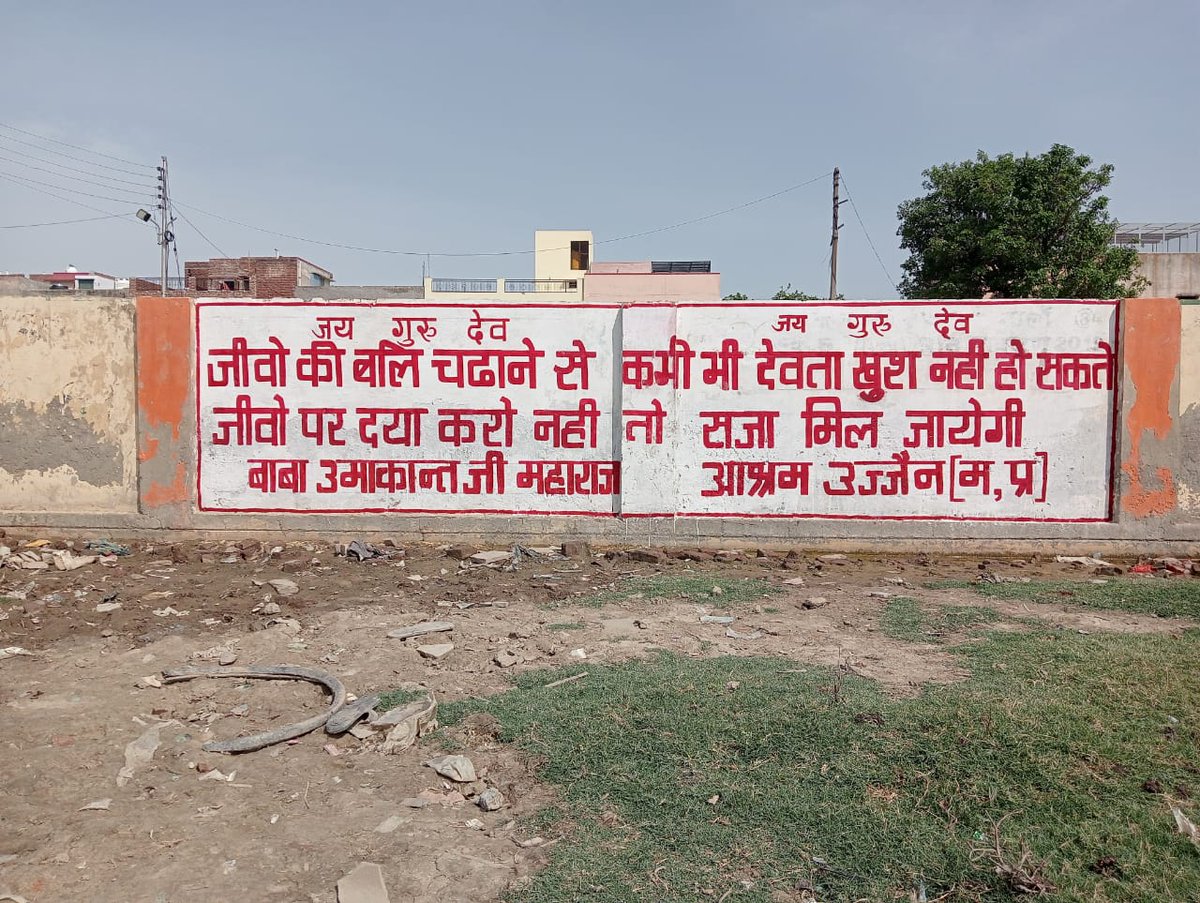 जय गुरु देव जय गुरु देव
जीवो की बलि चढाने से कभी भी देवता खुश नही हो सकते
जीवो पर दया करो नही तो सजा मिल जायेगी
बाबा उमाकान्त जी महाराज आश्रम उज्जैन [म, प्र]